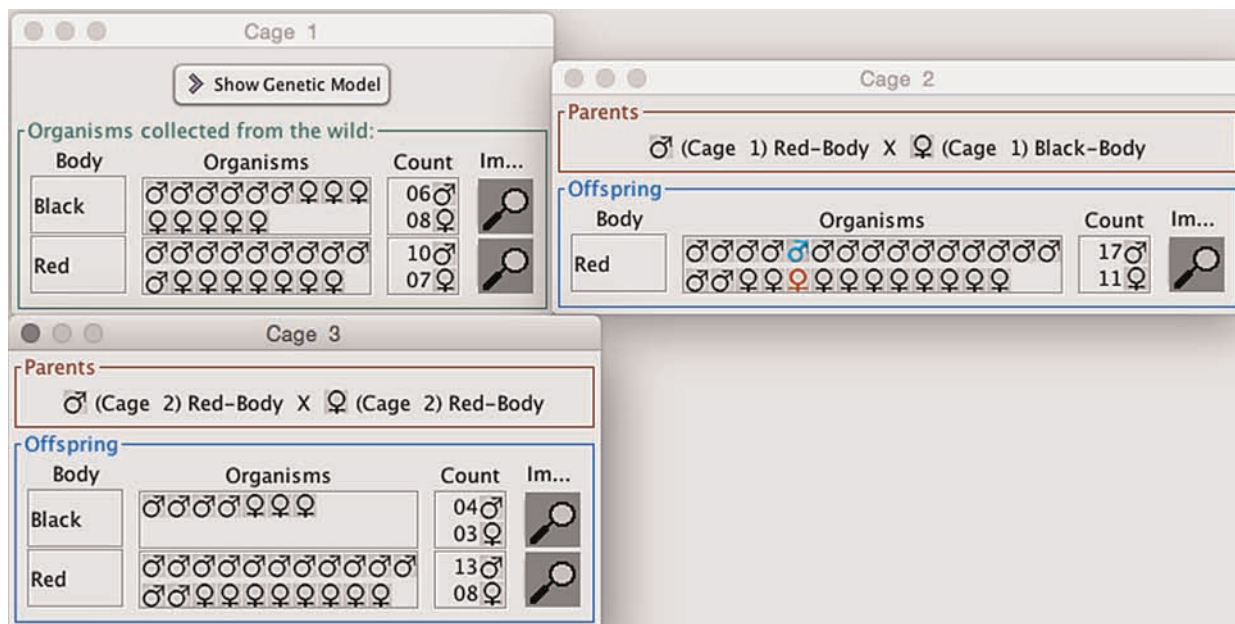 Cage 1
Show Genetic Model
Organisms collected from the wild:
Body Organisms Count Im...
Black ♂♂♂♂♂♂♀♀♀ 06♂
♀♀♀♀♀ 08♀
Red ♂♂♂♂♂♂♂♂♂ 10♂
♂♀♀♀♀♀♀♀ 07♀
Cage 2
Parents
♂ (Cage 1) Red-Body X ♀ (Cage 1) Black-Body
Offspring
Body Organisms Count Im...
Red ♂♂♂♂♂♂♂♂♂♂♂♂♂♂♂ 17♂
♂♂♀♀♀♀♀♀♀♀♀♀♀ 11♀
Cage 3
Parents
♂ (Cage 2) Red-Body X ♀ (Cage 2) Red-Body
Offspring
Body Organisms Count Im...
Black ♂♂♂♂♀♀♀ 04♂
03♀
Red ♂♂♂♂♂♂♂♂♂♂♂ 13♂
♂♂♀♀♀♀♀♀♀♀ 08♀